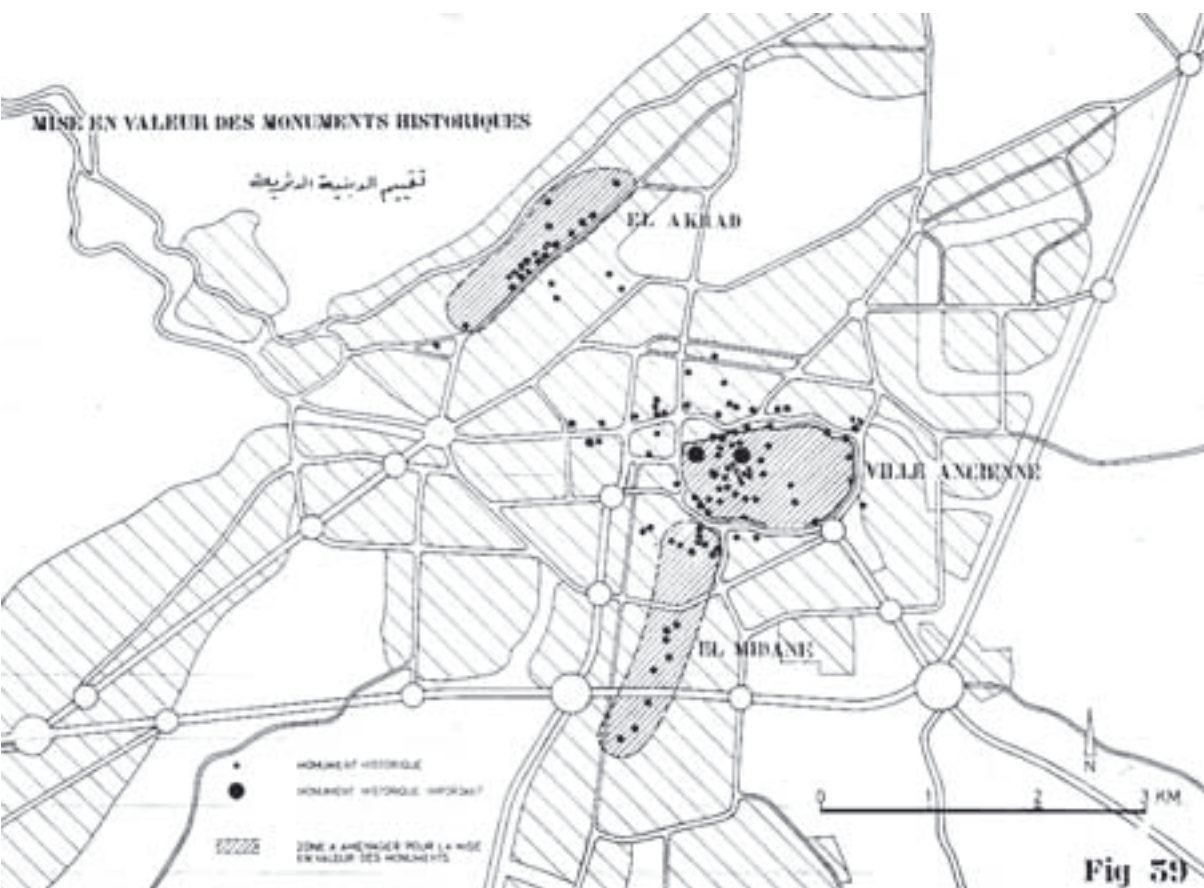 MISE EN VALEUR DES MONUMENTS HISTORIQUES
تقييم الابنية الاثرية
EL AKRAD
VILLE ANCIENNE
EL MIDANE
MONUMENT HISTORIQUE
MONUMENT HISTORIQUE IMPORTANT
ZONE A AMENAGER POUR LA MISE
EN VALEUR DES MONUMENTS
N
0 1 2 3 KM
Fig 59